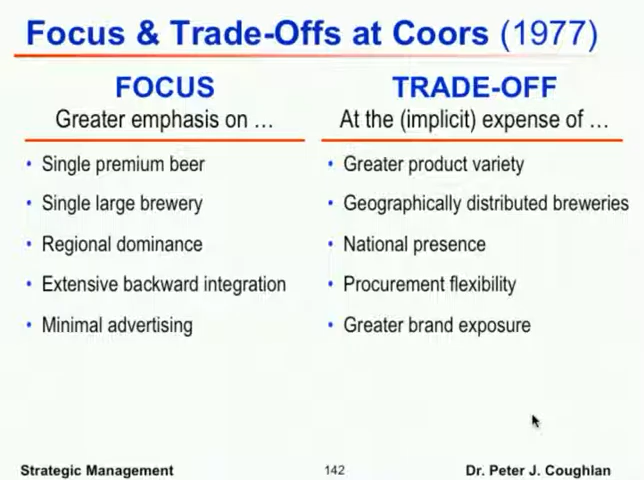 Focus & Trade-Offs at Coors (1977)
FOCUS
Greater emphasis on …
• Single premium beer
• Single large brewery
• Regional dominance
• Extensive backward integration
• Minimal advertising
TRADE-OFF
At the (implicit) expense of …
• Greater product variety
• Geographically distributed breweries
• National presence
• Procurement flexibility
• Greater brand exposure
Strategic Management 142 Dr. Peter J. Coughlan